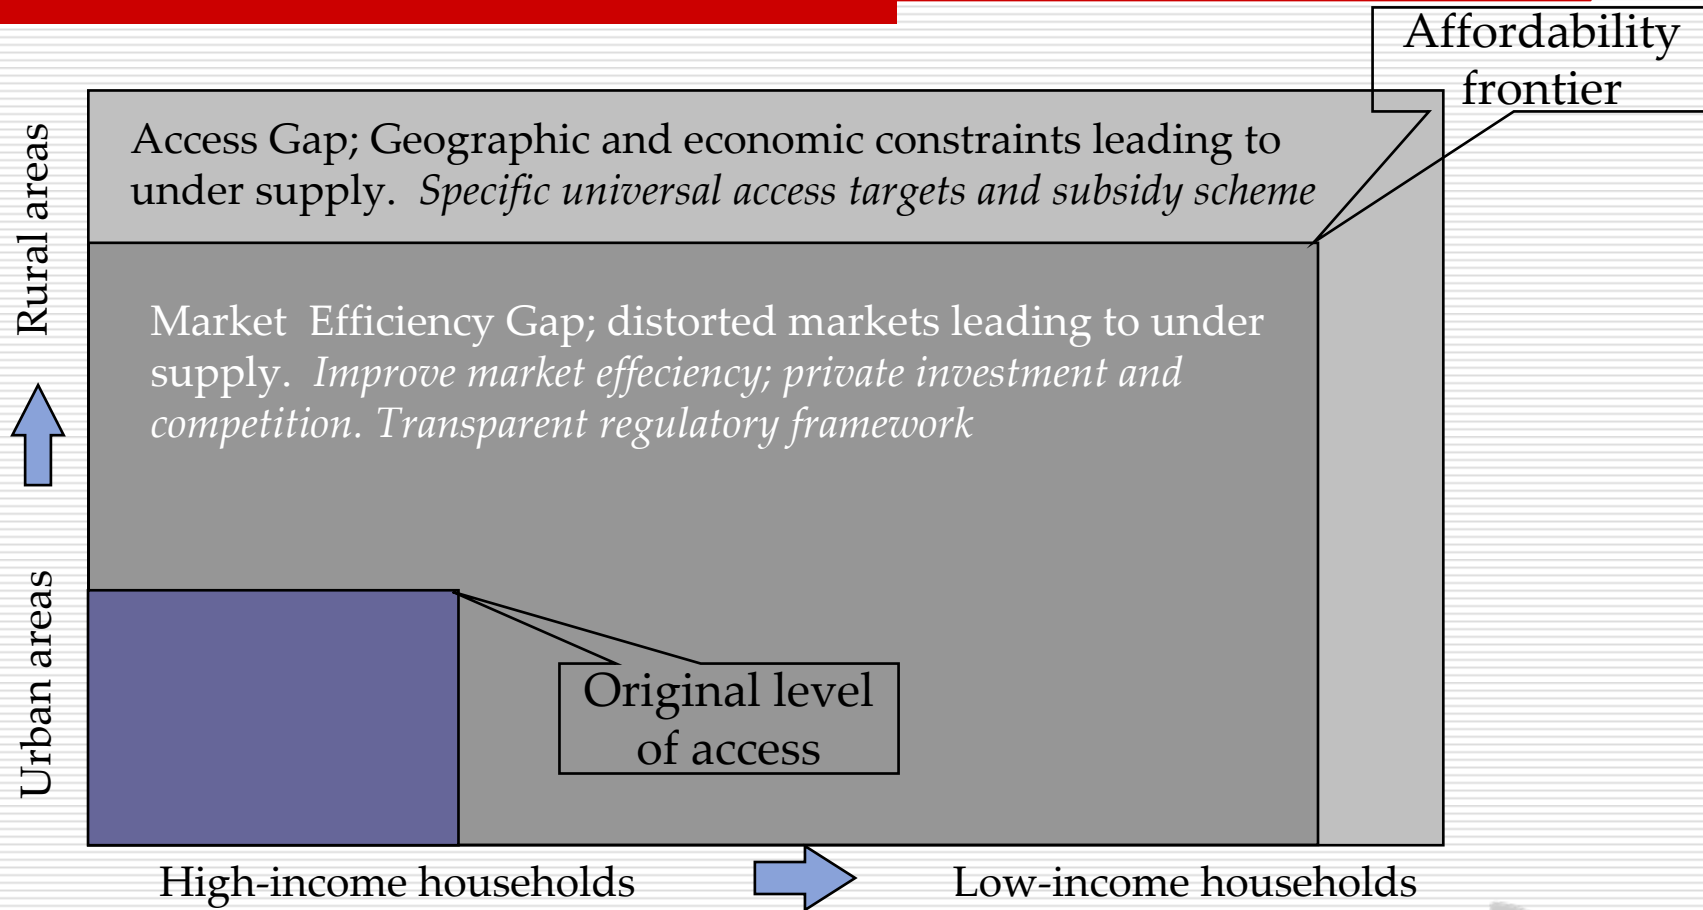 Affordability
frontier
Access Gap; Geographic and economic constraints leading to
under supply. Specific universal access targets and subsidy scheme
Rural areas
Market Efficiency Gap; distorted markets leading to under
supply. Improve market effeciency; private investment and
competition. Transparent regulatory framework
Urban areas
Original level
of access
High-income households
Low-income households